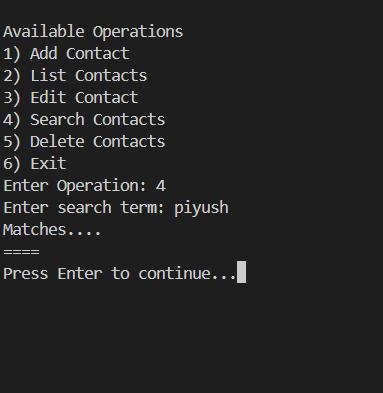 Available Operations
1) Add Contact
2) List Contacts
3) Edit Contact
4) Search Contacts
5) Delete Contacts
6) Exit
Enter Operation: 4
Enter search term: piyush
Matches....
====
Press Enter to continue...